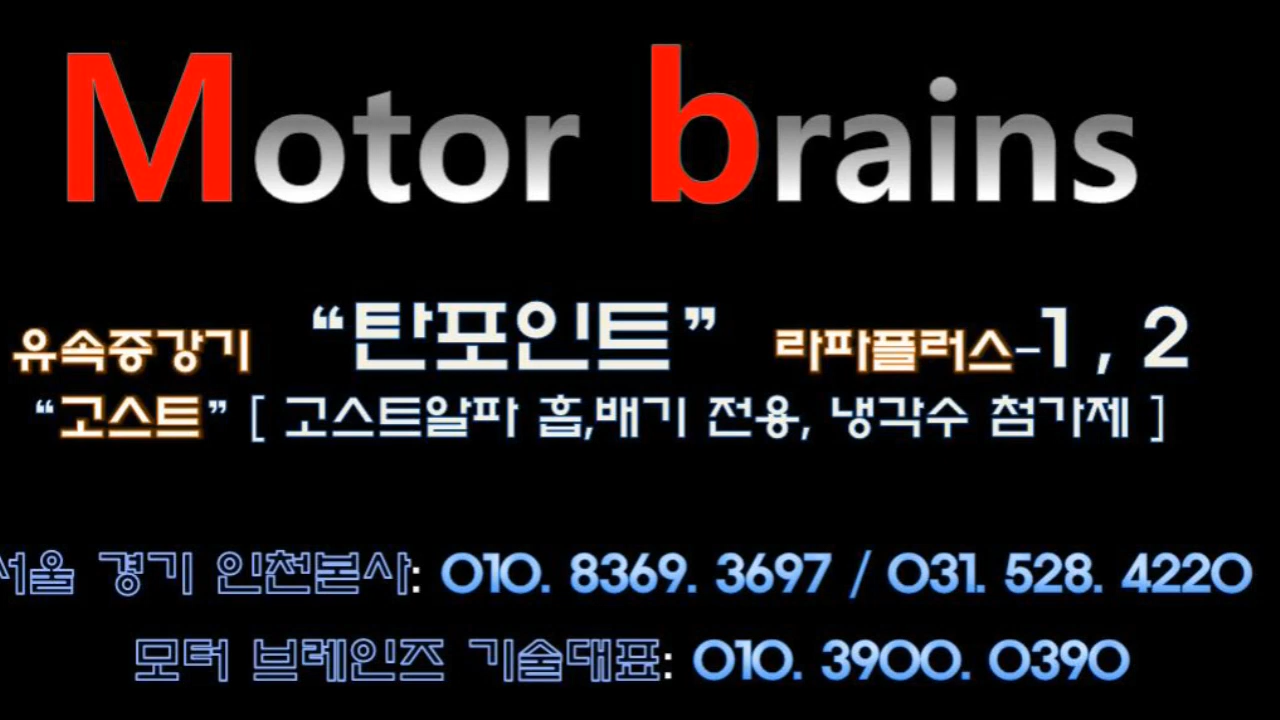 Motor brains
유속증강기 “탄포인트” 라파플러스-1 , 2
“고스트” [ 고스트알파 흡,배기 전용, 냉각수 첨가제 ]
서울 경기 인천본사: 010. 8369. 3697 / 031. 528. 4220
모터 브레인즈 기술대표: 010. 3900. 0390